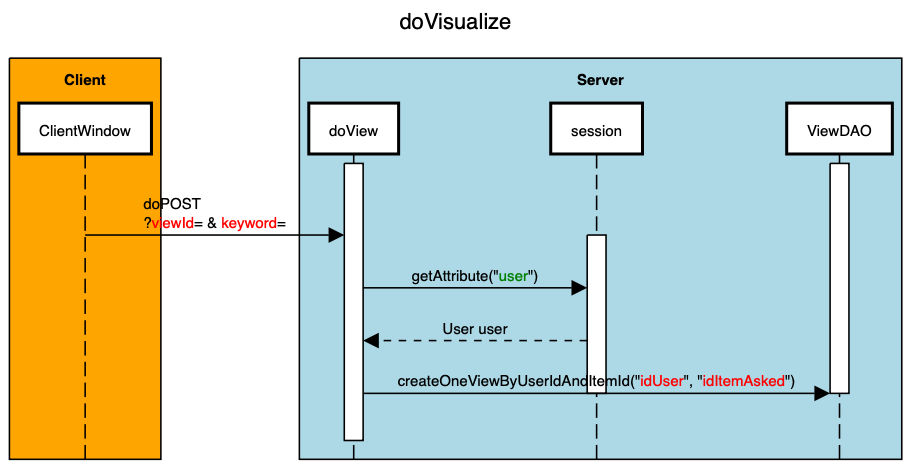 doVisualize
Client
Server
ClientWindow
doView
session
ViewDAO
doPOST
?viewId= & keyword=
getAttribute("user")
User user
createOneViewByUserIdAndItemId("idUser", "idItemAsked")